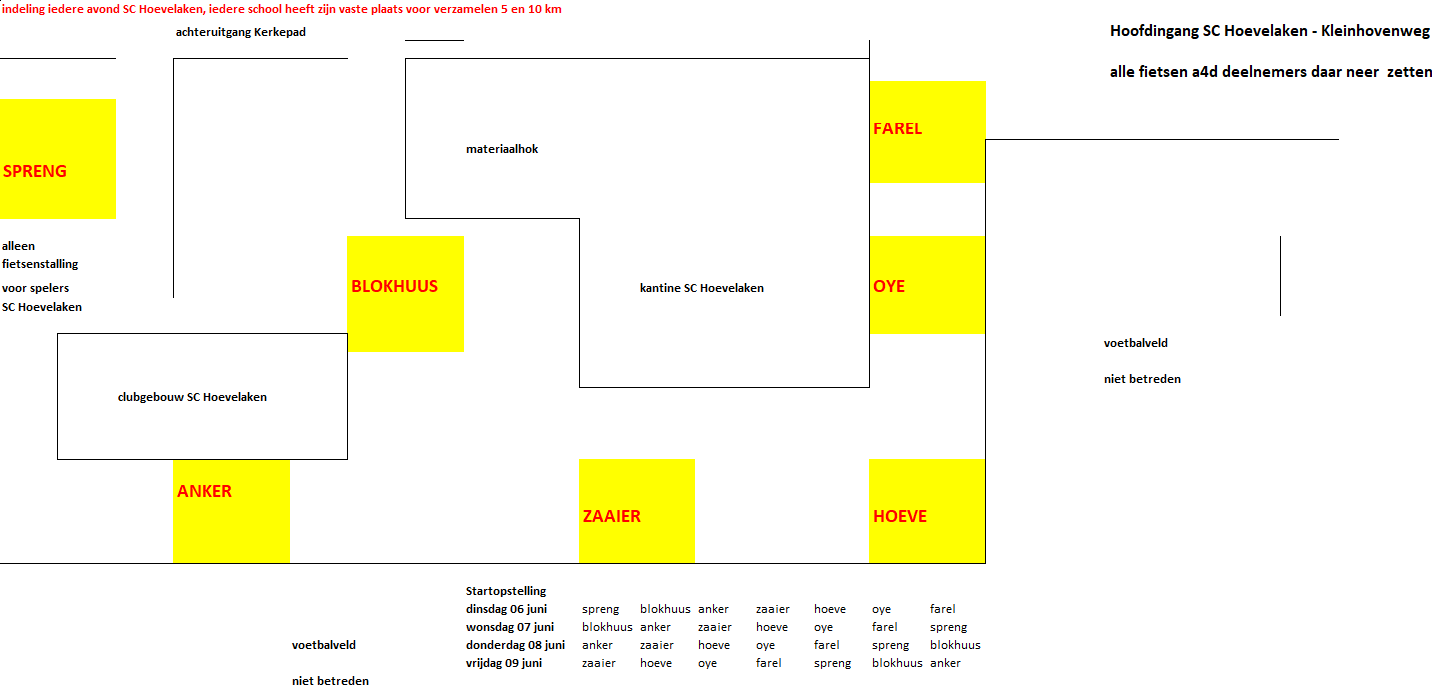 indeling iedere avond SC Hoevelaken, iedere school heeft zijn vaste plaats voor verzamelen 5 en 10 km
achteruitgang Kerkepad
Hoofdingang SC Hoevelaken - Kleinhovenweg
alle fietsen a4d deelnemers daar neer zetten
FAREL
materiaalhok
SPRENG
alleen
fietsenstalling
voor spelers
SC Hoevelaken
BLOKHUUS
kantine SC Hoevelaken
OYE
voetbalveld
niet betreden
clubgebouw SC Hoevelaken
ANKER
ZAAIER
HOEVE
Startopstelling
dinsdag 06 juni spreng blokhuus anker zaaier hoeve oye farel
wonsdag 07 juni blokhuus anker zaaier hoeve oye farel spreng
donderdag 08 juni anker zaaier hoeve oye farel spreng blokhuus
vrijdag 09 juni zaaier hoeve oye farel spreng blokhuus anker
voetbalveld
niet betreden